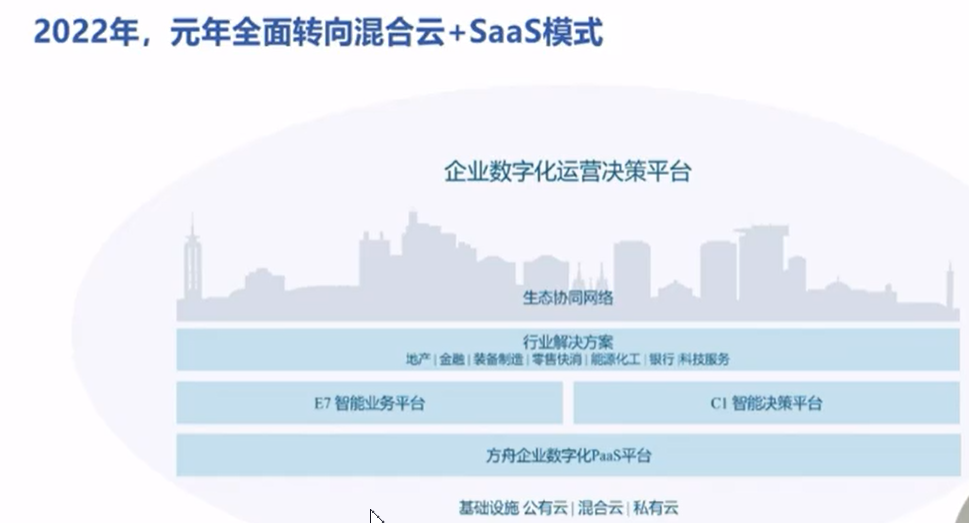 2022年，元年全面转向混合云+SaaS模式
企业数字化运营决策平台
生态协同网络
行业解决方案
地产 | 金融 | 装备制造 | 零售快消 | 能源化工 | 银行 |科技服务
E7 智能业务平台
C1 智能决策平台
方舟企业数字化PaaS平台
基础设施 公有云 | 混合云 | 私有云